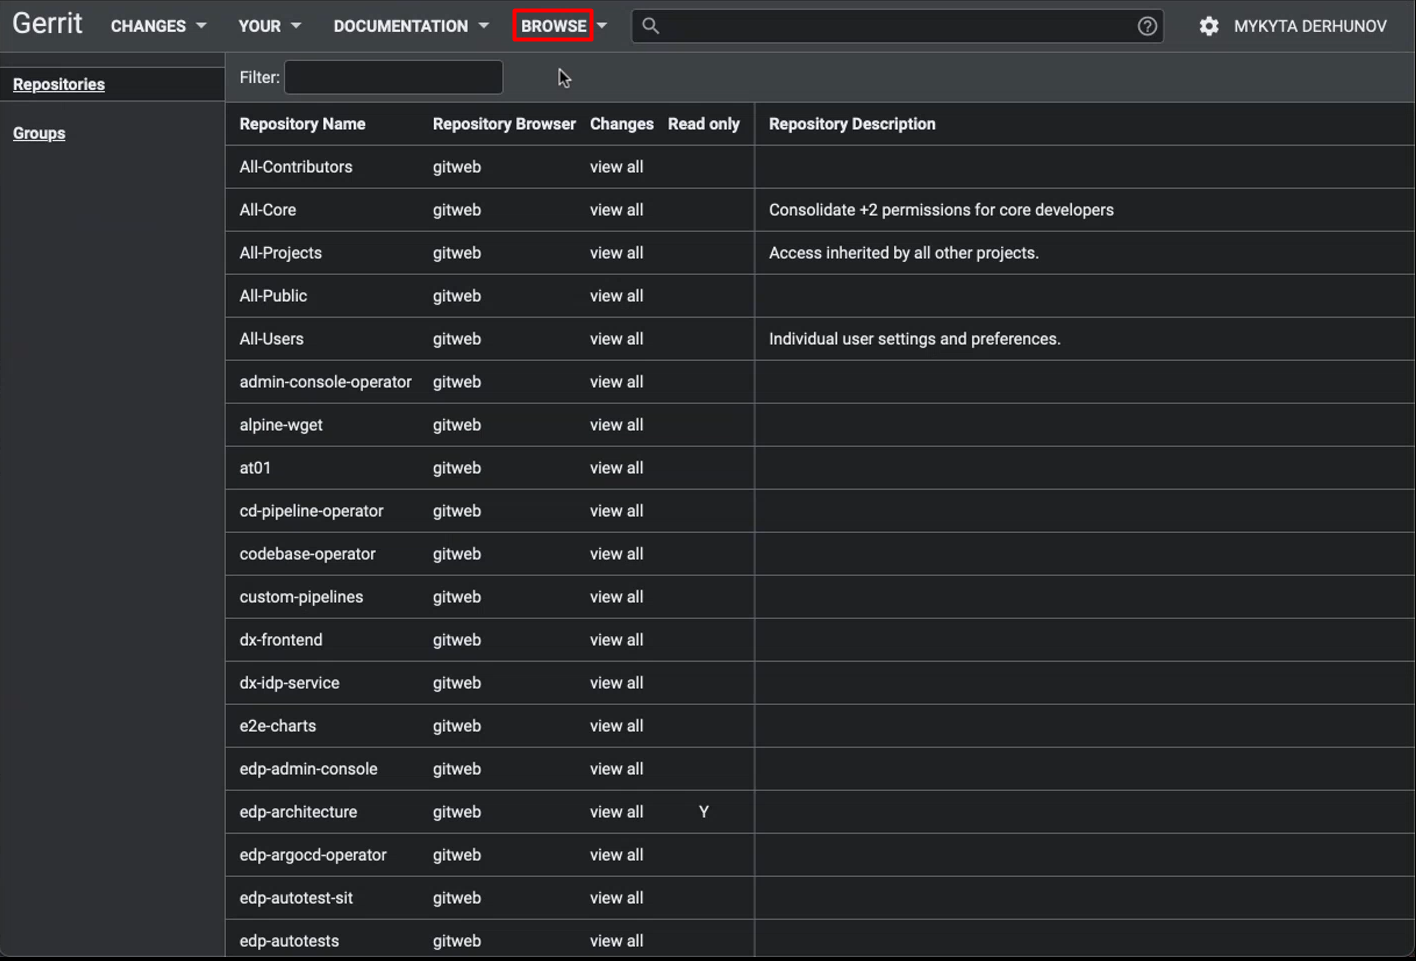 Gerrit CHANGES YOUR DOCUMENTATION BROWSE MYKYTA DERHUNOV
Repositories
Groups
Filter:
Repository Name Repository Browser Changes Read only Repository Description
All-Contributors gitweb view all
All-Core gitweb view all Consolidate +2 permissions for core developers
All-Projects gitweb view all Access inherited by all other projects.
All-Public gitweb view all
All-Users gitweb view all Individual user settings and preferences.
admin-console-operator gitweb view all
alpine-wget gitweb view all
at01 gitweb view all
cd-pipeline-operator gitweb view all
codebase-operator gitweb view all
custom-pipelines gitweb view all
dx-frontend gitweb view all
dx-idp-service gitweb view all
e2e-charts gitweb view all
edp-admin-console gitweb view all
edp-architecture gitweb view all Y
edp-argocd-operator gitweb view all
edp-autotest-sit gitweb view all
edp-autotests gitweb view all